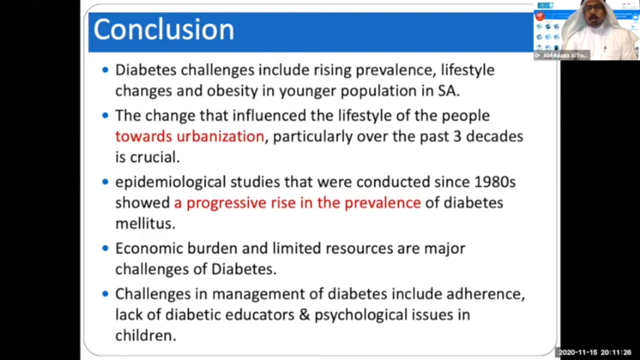 Conclusion
Diabetes challenges include rising prevalence, lifestyle
changes and obesity in younger population in SA.
The change that influenced the lifestyle of the people
towards urbanization, particularly over the past 3 decades
is crucial.
epidemiological studies that were conducted since 1980s
showed a progressive rise in the prevalence of diabetes
mellitus.
Economic burden and limited resources are major
challenges of Diabetes.
Challenges in management of diabetes include adherence,
lack of diabetic educators & psychological issues in
children.
2020-11-15 20:11:26